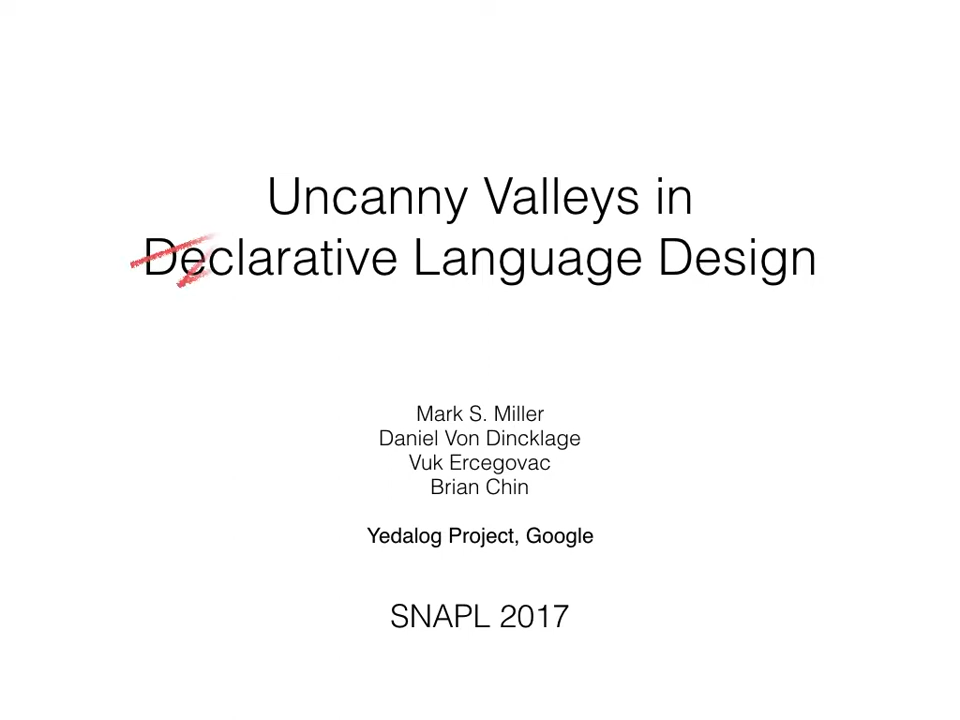 Uncanny Valleys in
Declarative Language Design
Mark S. Miller
Daniel Von Dincklage
Vuk Ercegovac
Brian Chin
Yedalog Project, Google
SNAPL 2017